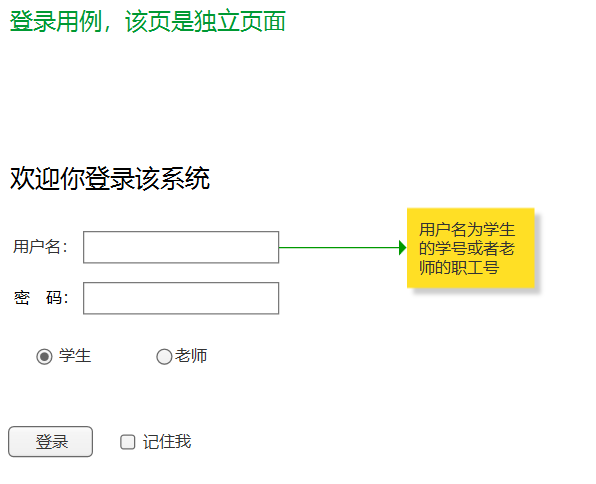 登录用例，该页是独立页面
欢迎你登录该系统
用户名：
用户名为学生
的学号或者老
师的职工号
密 码：
学生 老师
登录 记住我